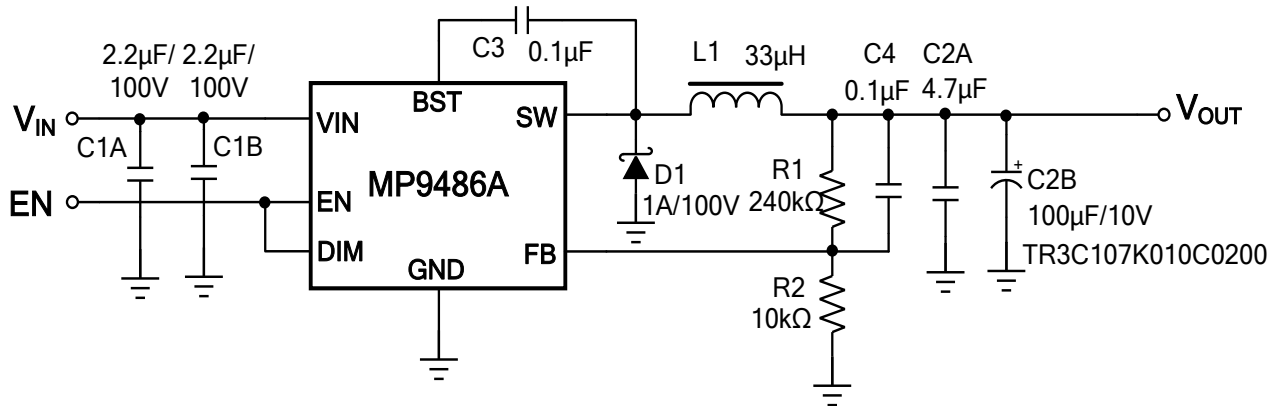 C3 0.1µF
L1 33µH
C4
0.1µF
C2A
4.7µF
2.2µF/
100V
2.2µF/
100V
VIN
C1A
C1B
EN
BST
VIN
SW
MP9486A
EN
DIM
FB
GND
D1
1A/100V
R1
240kΩ
R2
10kΩ
VOUT
+
C2B
100µF/10V
TR3C107K010C0200